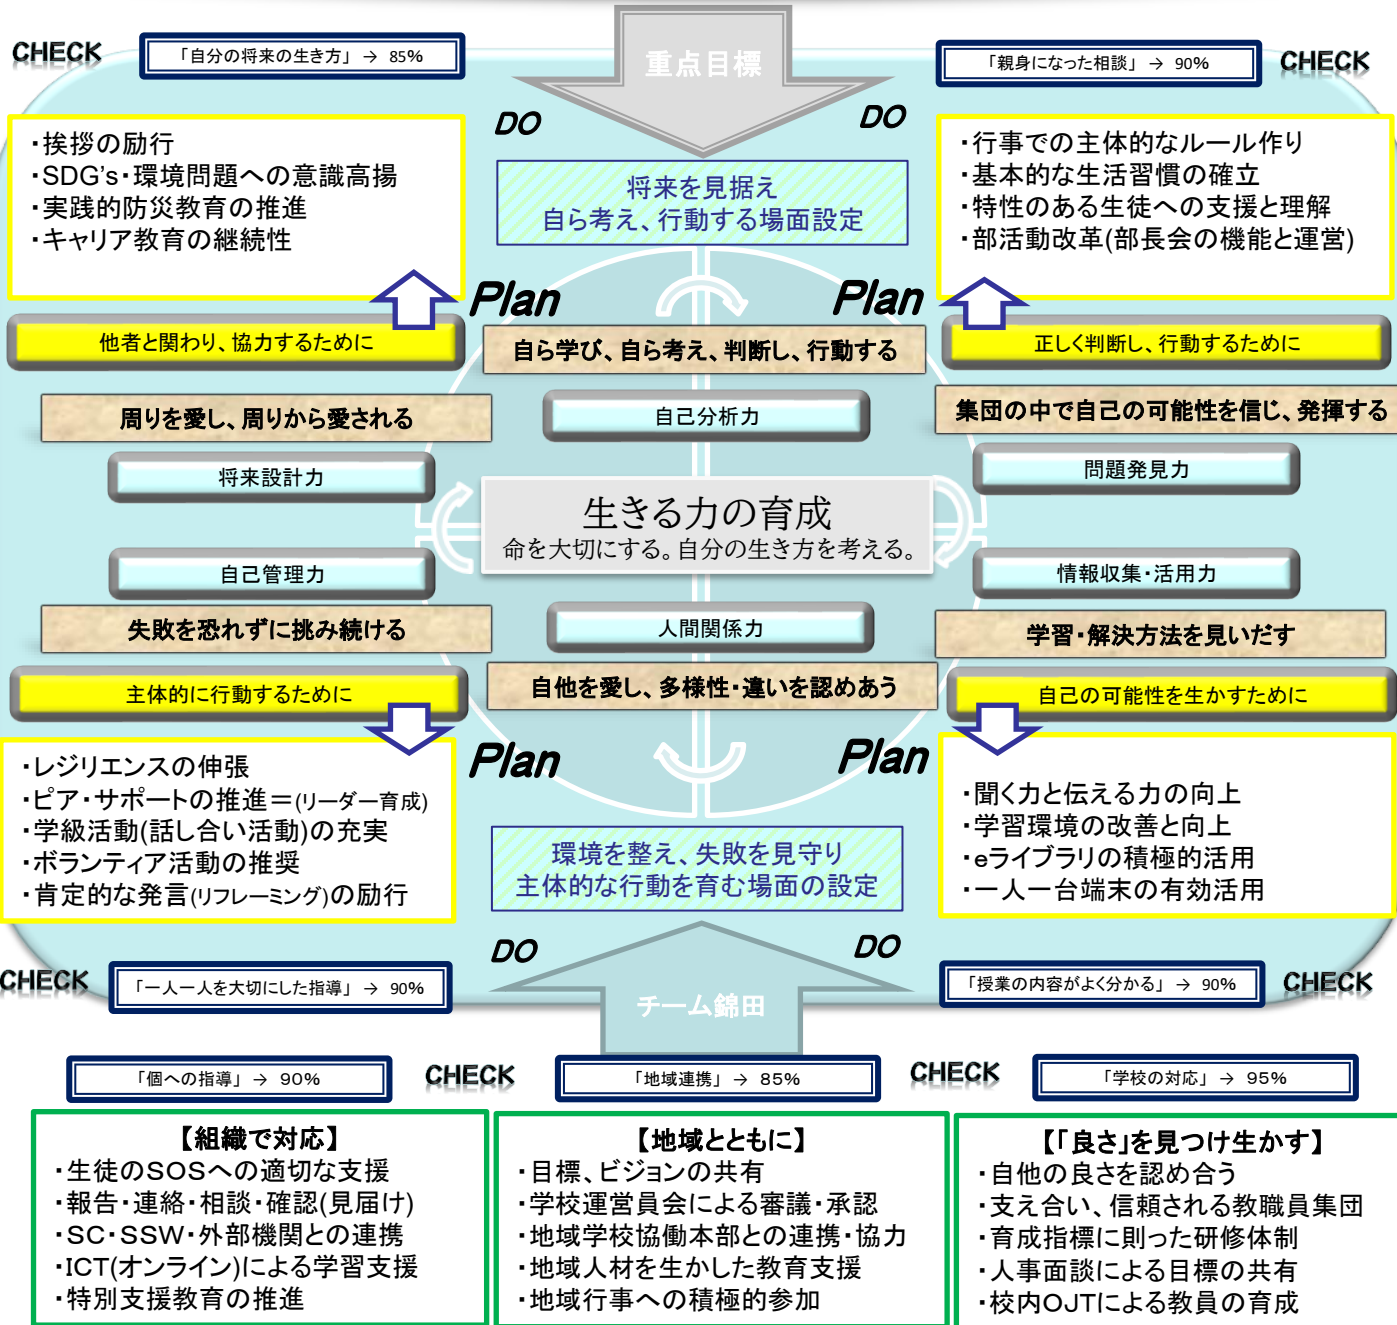 重点目標
CHECK
「自分の将来の生き方」 → 85%
「親身になった相談」 → 90%
CHECK
DO
DO
・挨拶の励行
・SDG's・環境問題への意識高揚
・実践的防災教育の推進
・キャリア教育の継続性
将来を見据え
自ら考え、行動する場面設定
・行事での主体的なルール作り
・基本的な生活習慣の確立
・特性のある生徒への支援と理解
・部活動改革(部長会の機能と運営)
Plan
Plan
他者と関わり、協力するために
自ら学び、自ら考え、判断し、行動する
正しく判断し、行動するために
周りを愛し、周りから愛される
自己分析力
集団の中で自己の可能性を信じ、発揮する
将来設計力
問題発見力
生きる力の育成
命を大切にする。自分の生き方を考える。
自己管理力
情報収集・活用力
失敗を恐れずに挑み続ける
人間関係力
学習・解決方法を見いだす
主体的に行動するために
自他を愛し、多様性・違いを認めあう
自己の可能性を生かすために
Plan
Plan
・レジリエンスの伸張
・ピア・サポートの推進＝(リーダー育成)
・学級活動(話し合い活動)の充実
・ボランティア活動の推奨
・肯定的な発言(リフレーミング)の励行
環境を整え、失敗を見守り
主体的な行動を育む場面の設定
・聞く力と伝える力の向上
・学習環境の改善と向上
・eライブラリの積極的活用
・一人一台端末の有効活用
DO
DO
CHECK
「一人一人を大切にした指導」 → 90%
チーム錦田
「授業の内容がよく分かる」 → 90%
CHECK
「個への指導」 → 90%
CHECK
「地域連携」 → 85%
CHECK
「学校の対応」 → 95%
【組織で対応】
・生徒のSOSへの適切な支援
・報告・連絡・相談・確認(見届け)
・SC・SSW・外部機関との連携
・ICT(オンライン)による学習支援
・特別支援教育の推進
【地域とともに】
・目標、ビジョンの共有
・学校運営員会による審議・承認
・地域学校協働本部との連携・協力
・地域人材を生かした教育支援
・地域行事への積極的参加
【「良さ」を見つけ生かす】
・自他の良さを認め合う
・支え合い、信頼される教職員集団
・育成指標に則った研修体制
・人事面談による目標の共有
・校内OJTによる教員の育成